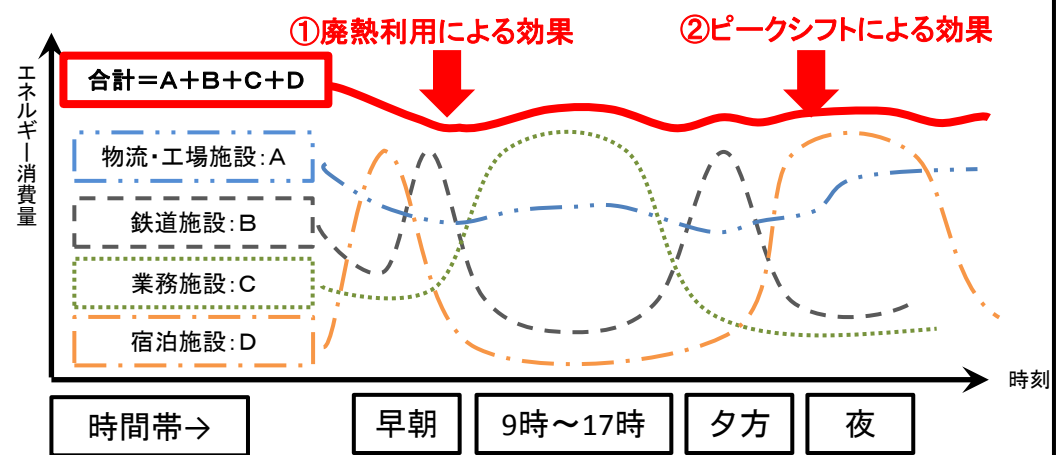 ①廃熱利用による効果
②ピークシフトによる効果
エネルギー消費量
合計=A+B+C+D
物流・工場施設:A
鉄道施設:B
業務施設:C
宿泊施設:D
時刻
時間帯→
早朝
9時～17時
夕方
夜